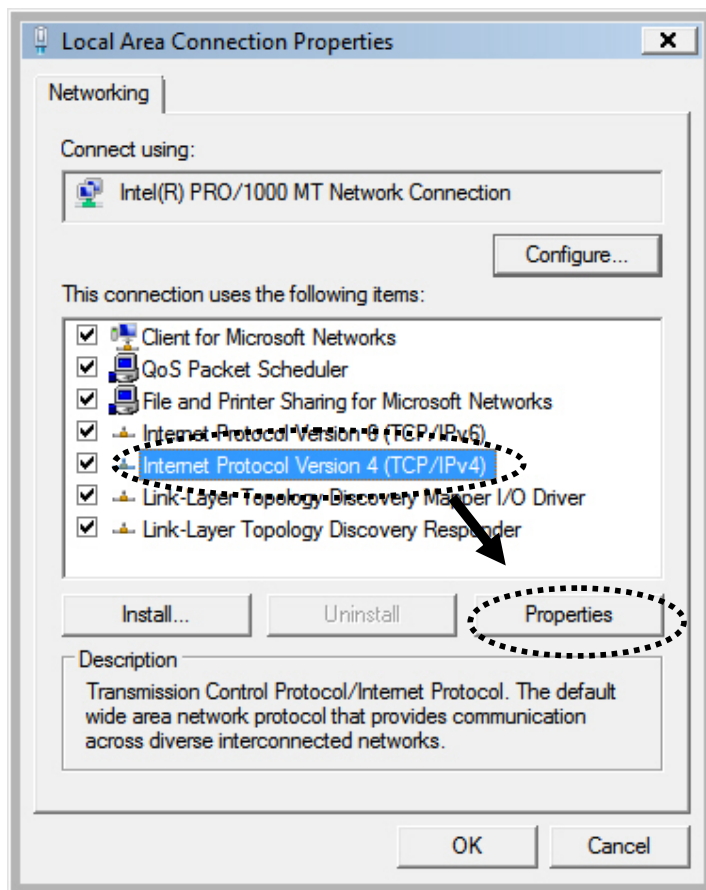 Local Area Connection Properties
Networking
Connect using:
Intel(R) PRO/1000 MT Network Connection
Configure...
This connection uses the following items:
Client for Microsoft Networks
QoS Packet Scheduler
File and Printer Sharing for Microsoft Networks
Internet Protocol Version 6 (TCP/IPv6)
Internet Protocol Version 4 (TCP/IPv4)
Link-Layer Topology Discovery Mapper I/O Driver
Link-Layer Topology Discovery Responder
Install... Uninstall Properties
Description
Transmission Control Protocol/Internet Protocol. The default
wide area network protocol that provides communication
across diverse interconnected networks.
OK Cancel